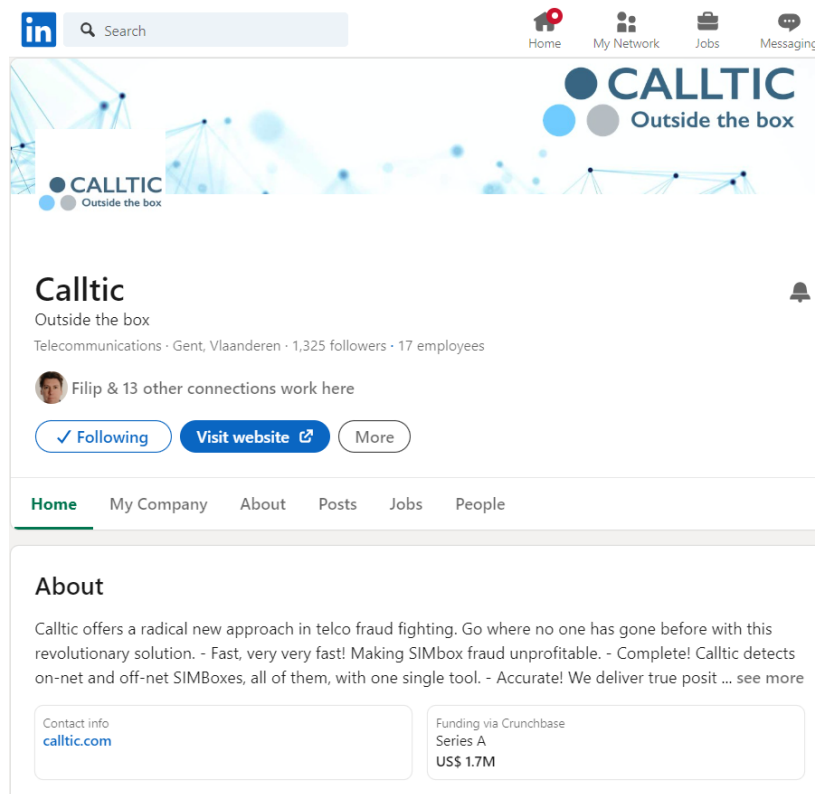 in
Search
Home
My Network
Jobs
Messaging
CALLTIC
Outside the box
CALLTIC
Outside the box
Calltic
Outside the box
Telecommunications · Gent, Vlaanderen · 1,325 followers · 17 employees
Filip & 13 other connections work here
✓ Following
Visit website
More
Home
My Company
About
Posts
Jobs
People
About
Calltic offers a radical new approach in telco fraud fighting. Go where no one has gone before with this
revolutionary solution. - Fast, very very fast! Making SIMbox fraud unprofitable. - Complete! Calltic detects
on-net and off-net SIMBoxes, all of them, with one single tool. - Accurate! We deliver true posit ... see more
Contact info
calltic.com
Funding via Crunchbase
Series A
US$ 1.7M